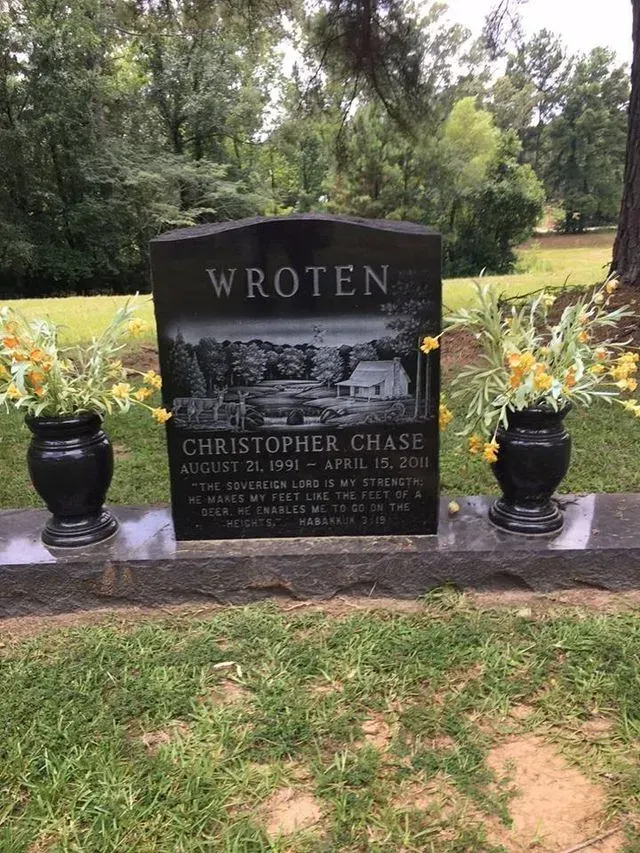 WROTEN
CHRISTOPHER CHASE
AUGUST 21, 1991 ~ APRIL 15, 2011
"THE SOVEREIGN LORD IS MY STRENGTH;
HE MAKES MY FEET LIKE THE FEET OF A
DEER, HE ENABLES ME TO GO ON THE
HEIGHTS." HABAKKUK 3:19